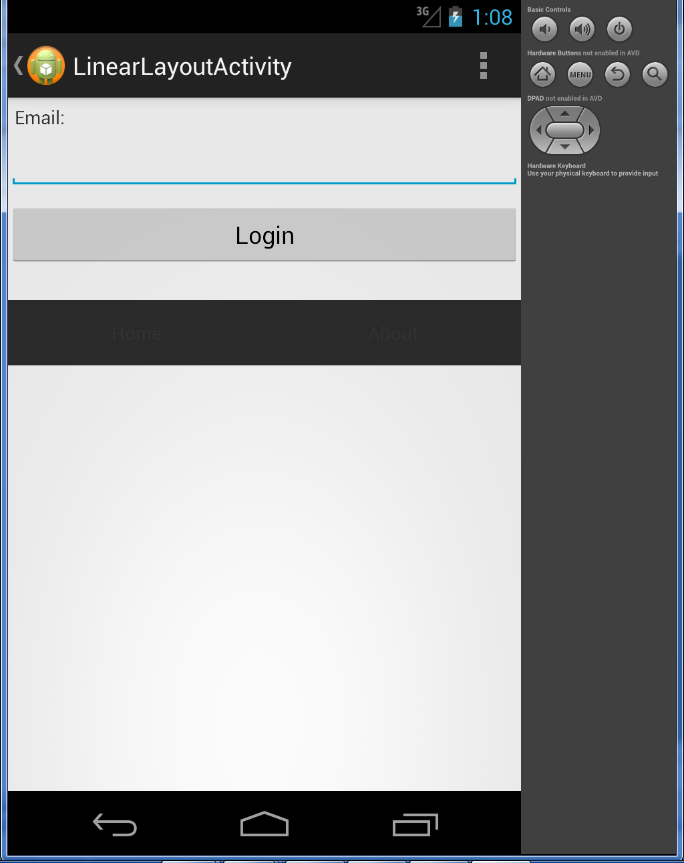 3G 1:08
LinearLayoutActivity
Email:
Login
Home About
Basic Controls
Hardware Buttons not enabled in AVD
MENU
DPAD not enabled in AVD
Hardware Keyboard
Use your physical keyboard to provide input